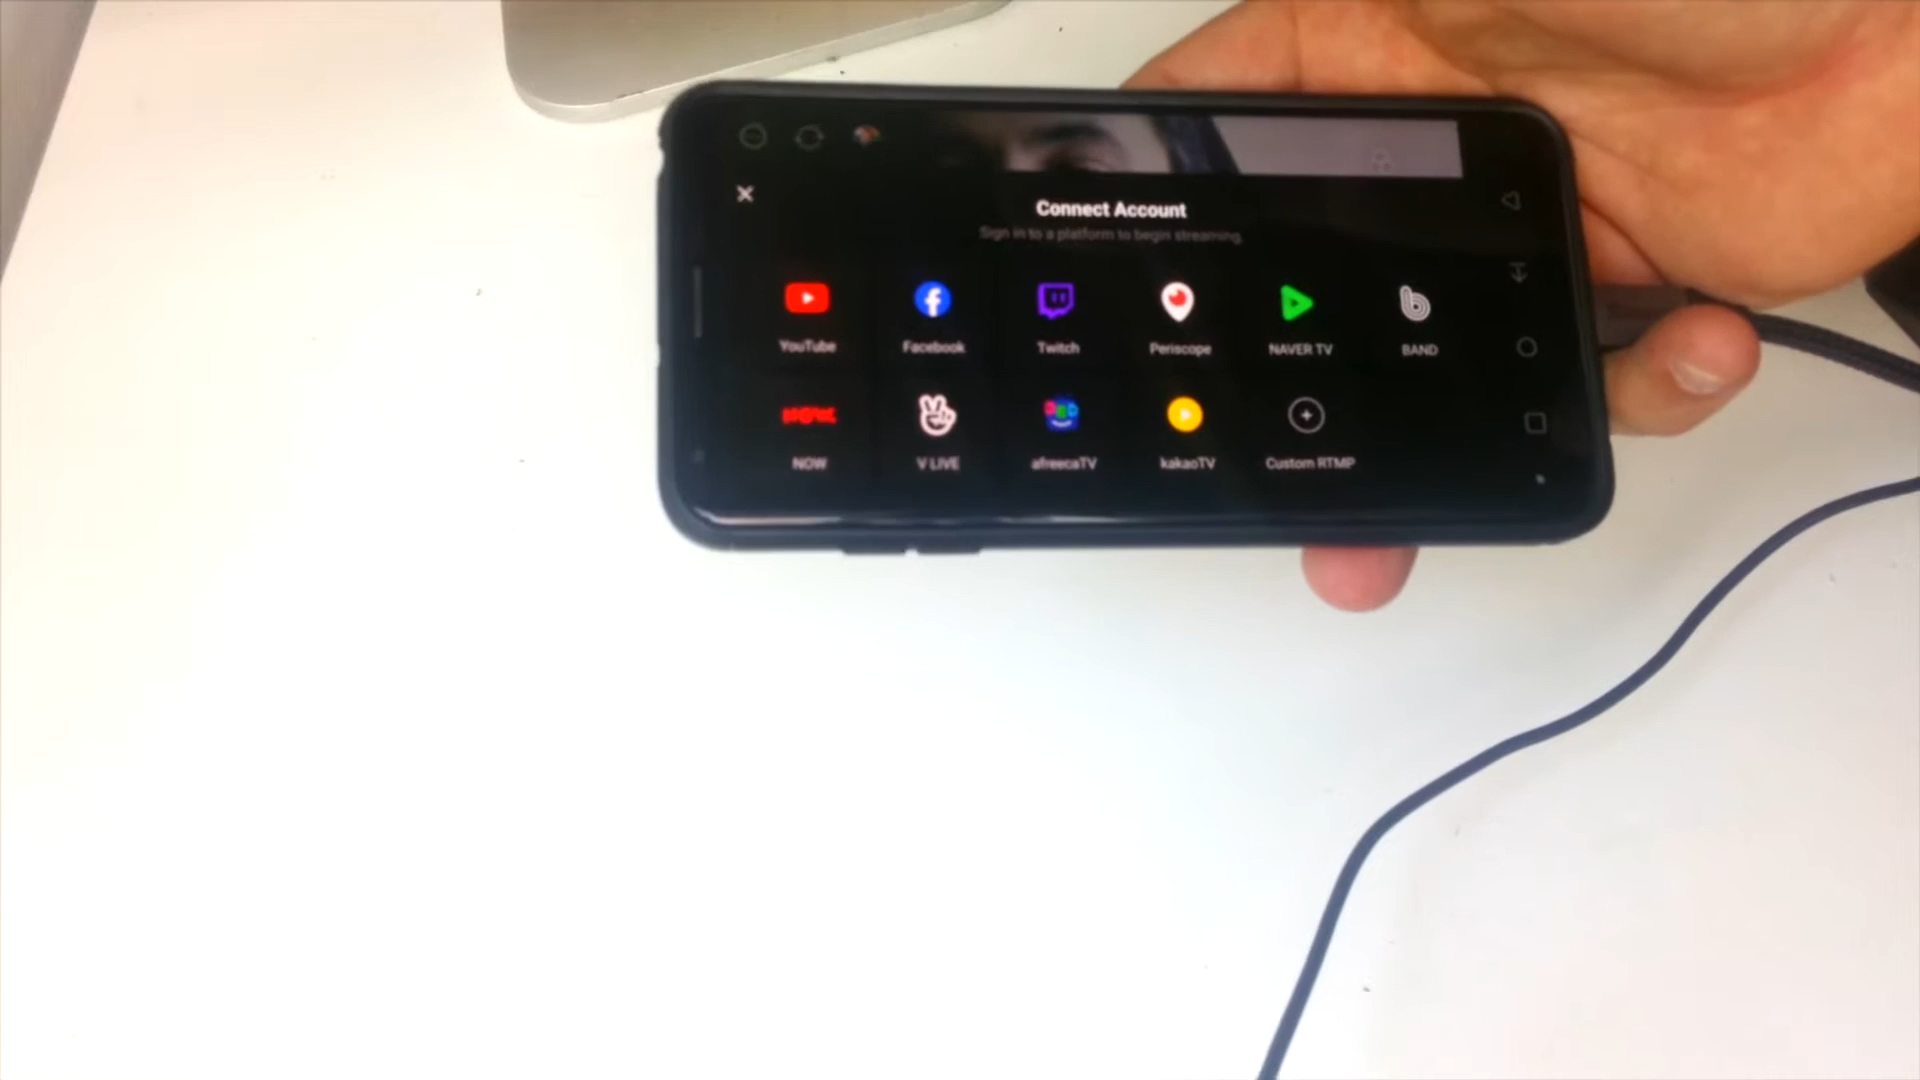 Connect Account
Sign in to a platform to begin streaming.
YouTube
Facebook
Twitch
Periscope
NAVER TV
BAND
NOW
V LIVE
afreecaTV
kakaoTV
Custom RTMP